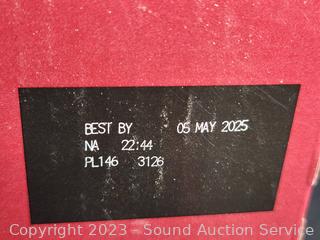 BEST BY 05 MAY 2025
NA 22:44
PL146 3126
Copyright 2023 - Sound Auction Service